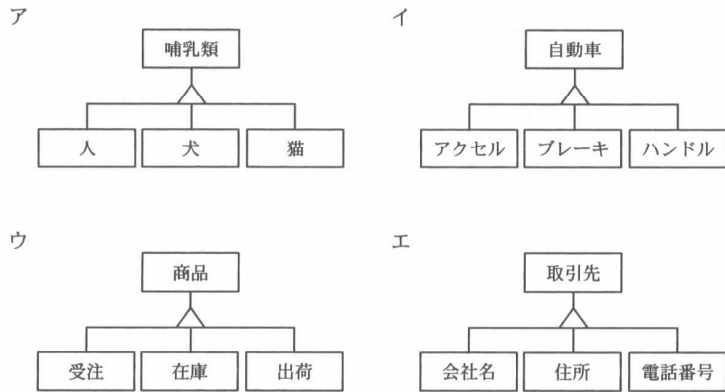 ア
哺乳類
人 犬 猫
イ
自動車
アクセル ブレーキ ハンドル
ウ
商品
受注 在庫 出荷
エ
取引先
会社名 住所 電話番号